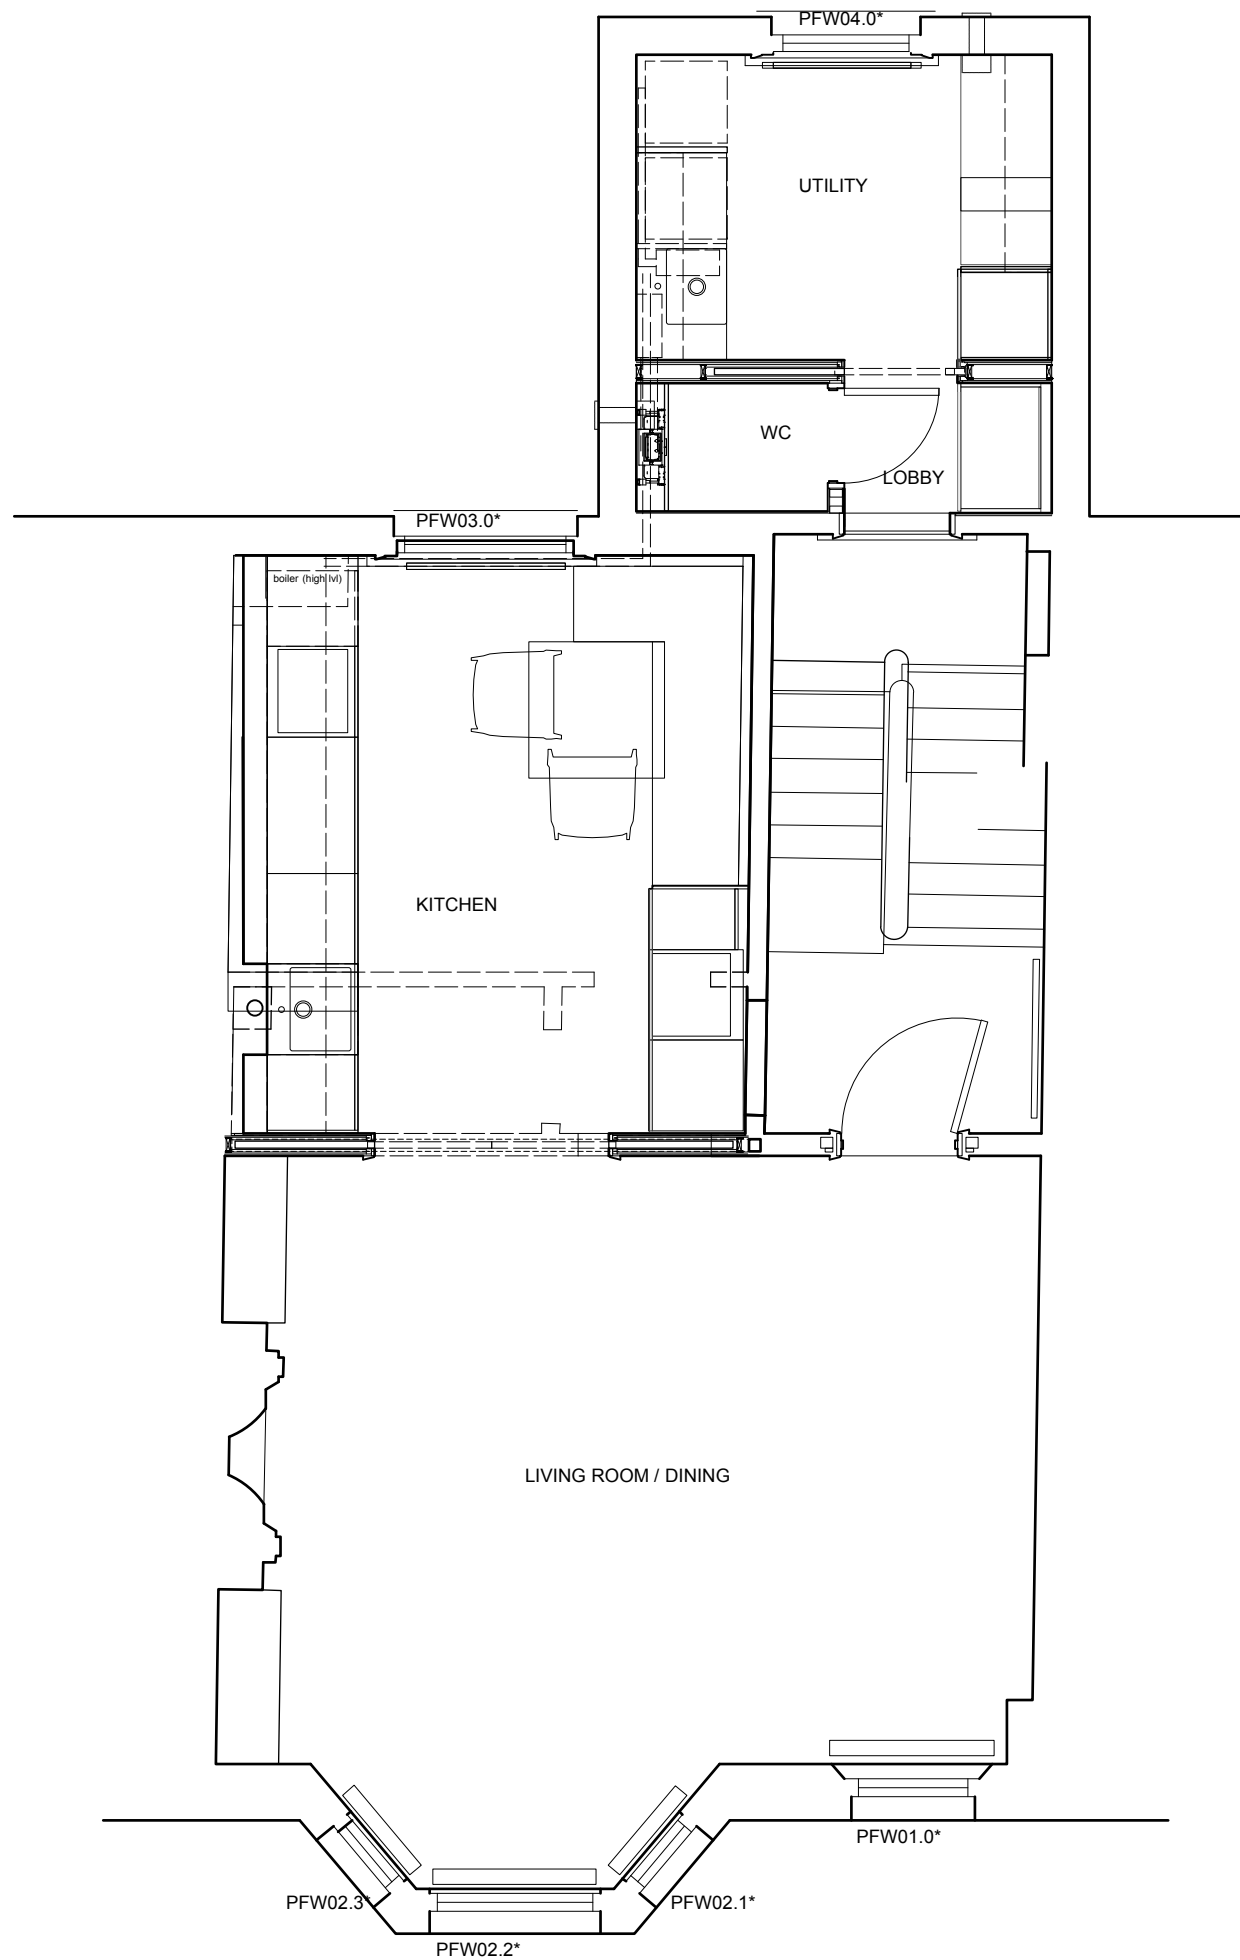 PFW04.0*
UTILITY
WC
LOBBY
PFW03.0*
boiler (high lvl)
KITCHEN
LIVING ROOM / DINING
PFW01.0*
PFW02.3*
PFW02.1*
PFW02.2*